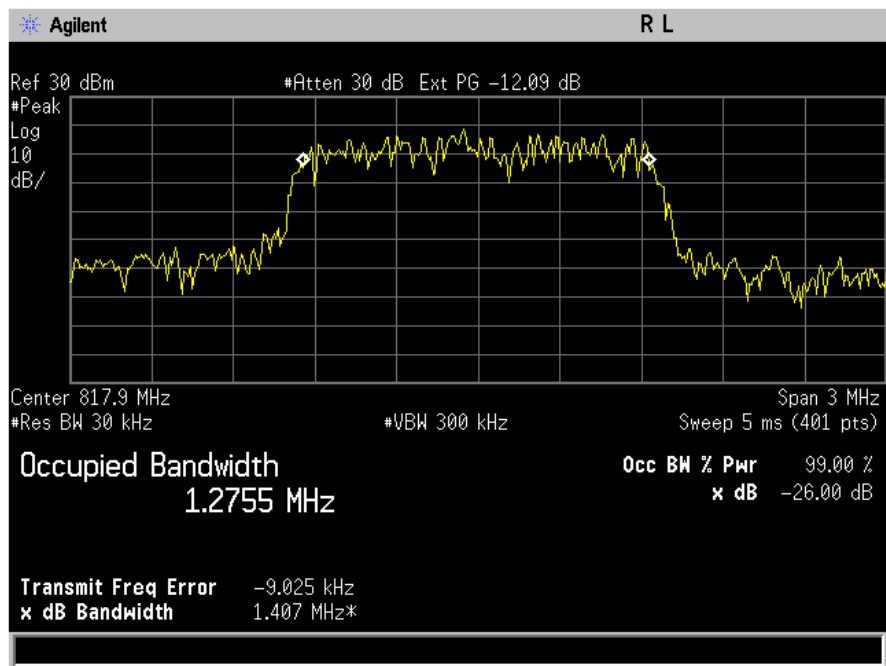 Agilent R L
Ref 30 dBm #Atten 30 dB Ext PG -12.09 dB
#Peak
Log
10
dB/
Center 817.9 MHz Span 3 MHz
#Res BW 30 kHz #VBW 300 kHz Sweep 5 ms (401 pts)
Occupied Bandwidth Occ BW % Pwr 99.00 %
1.2755 MHz x dB -26.00 dB
Transmit Freq Error -9.025 kHz
x dB Bandwidth 1.407 MHz*